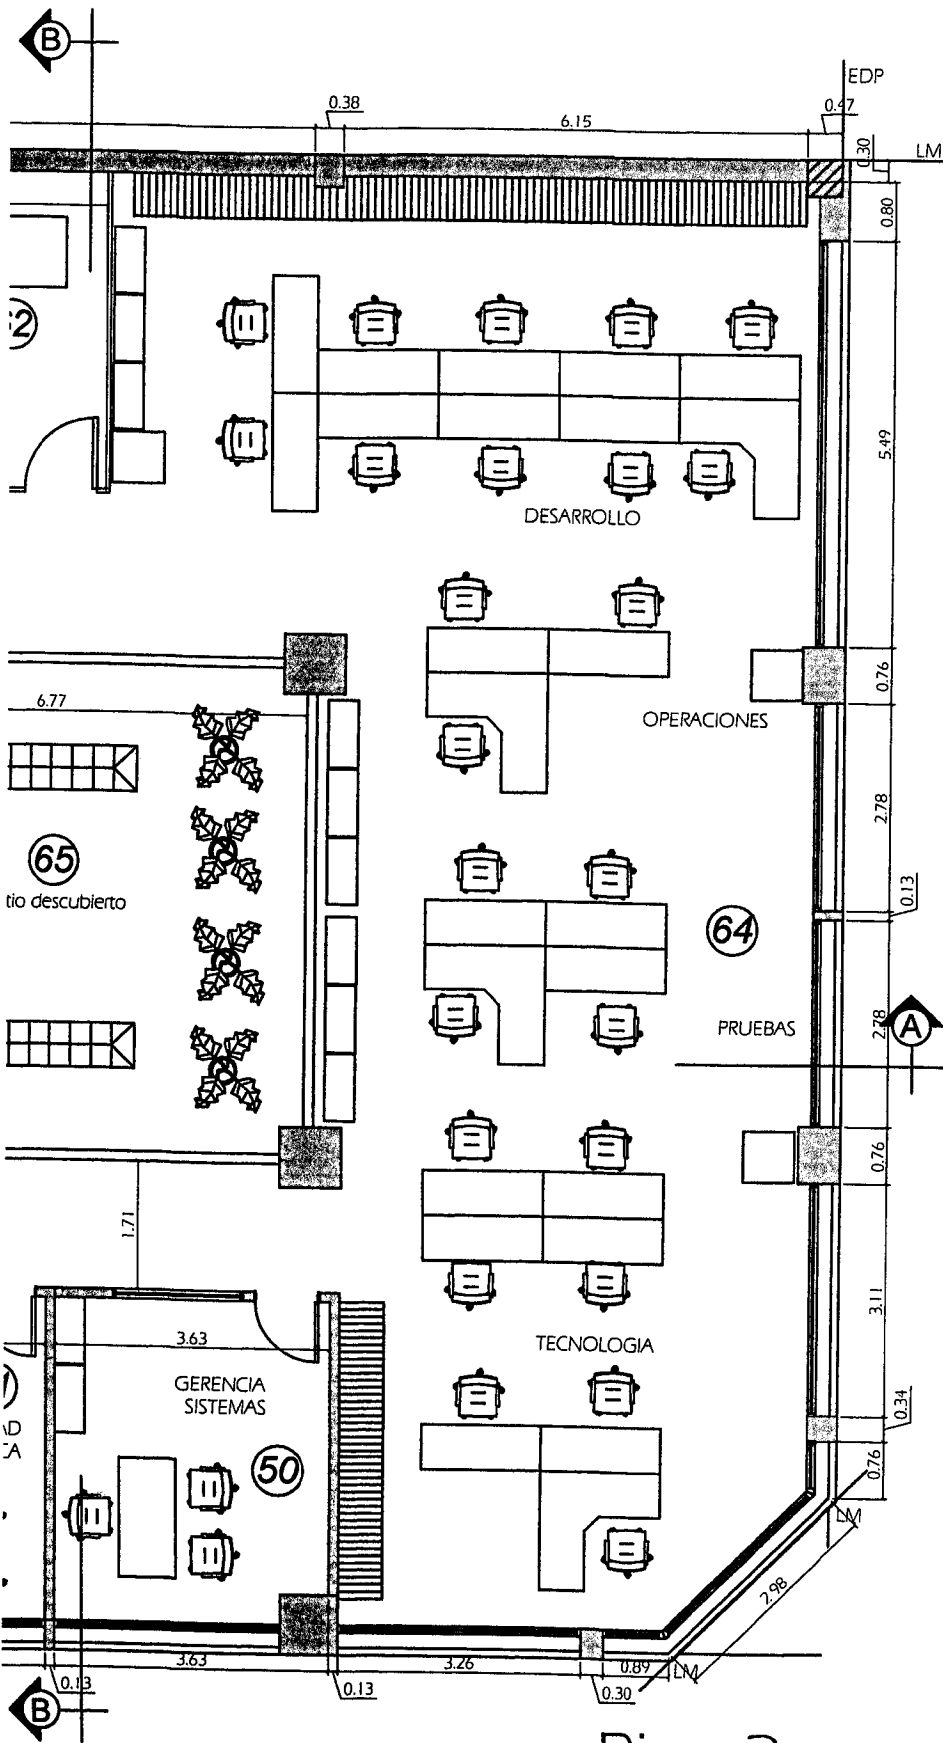 B
EDP
0.38
6.15
0.47
0.30
LM
0.80
5.49
DESARROLLO
0.76
6.77
OPERACIONES
2.78
65
0.13
tio descubierto
64
PRUEBAS
2.78
A
0.76
1.71
3.11
3.63
TECNOLOGIA
GERENCIA
SISTEMAS
0.34
AD
CA
50
0.76
LM
2.98
3.63
3.26
0.89
LM
0.13
0.13
0.30
B